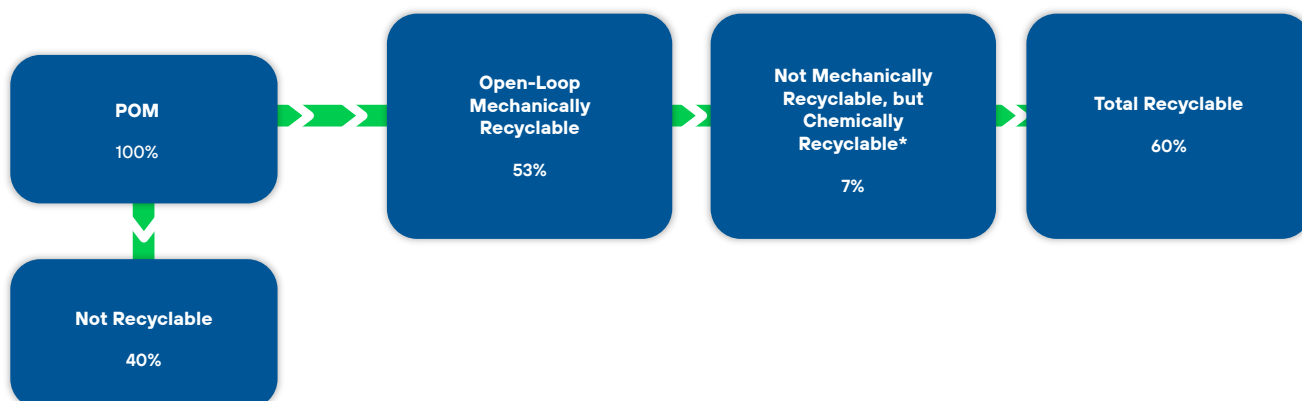 POM
100%
Open-Loop
Mechanically
Recyclable
53%
Not Mechanically
Recyclable, but
Chemically
Recyclable*
7%
Total Recyclable
60%
Not Recyclable
40%